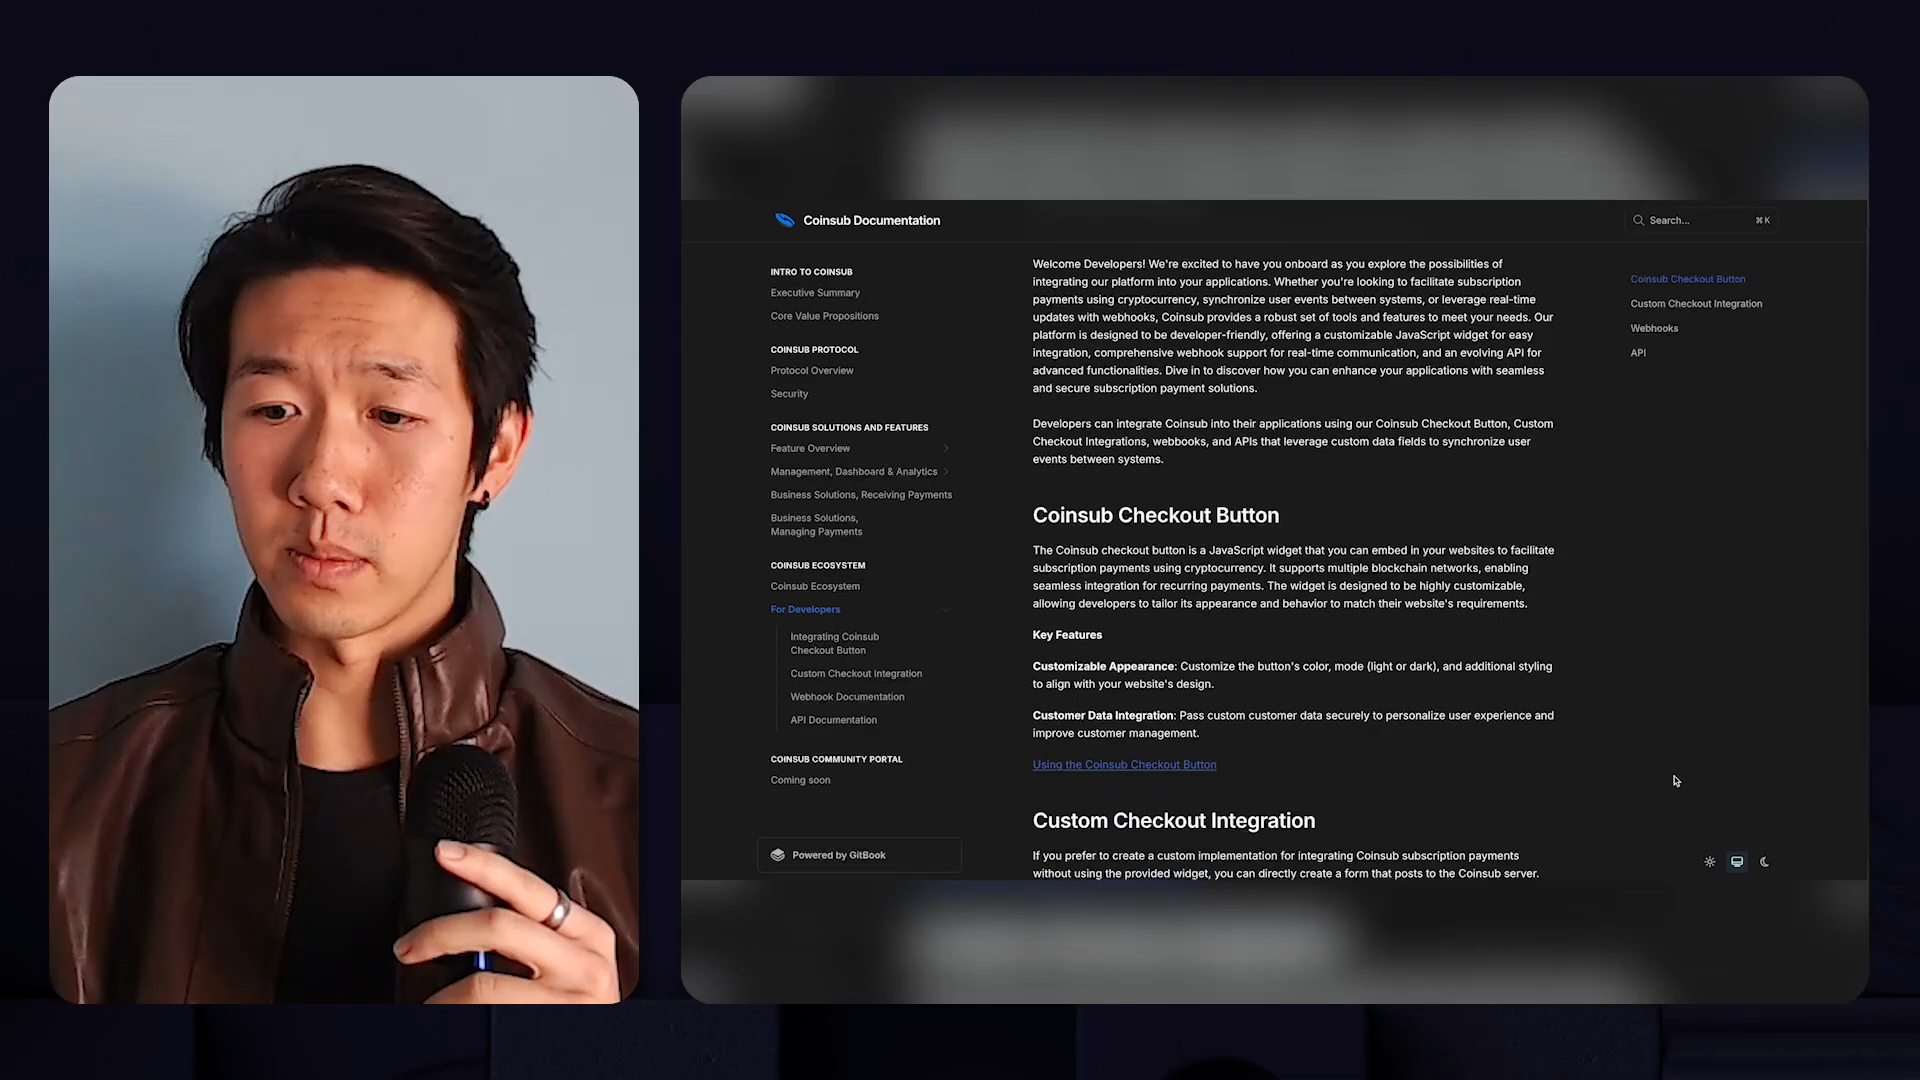 Coinsub Documentation
Search...
⌘ K
INTRO TO COINSUB
Executive Summary
Core Value Propositions
COINSUB PROTOCOL
Protocol Overview
Security
COINSUB SOLUTIONS AND FEATURES
Feature Overview
Management, Dashboard & Analytics
Business Solutions, Receiving Payments
Business Solutions,
Managing Payments
COINSUB ECOSYSTEM
Coinsub Ecosystem
For Developers
Integrating Coinsub
Checkout Button
Custom Checkout Integration
Webhook Documentation
API Documentation
COINSUB COMMUNITY PORTAL
Coming soon
Powered by GitBook
Welcome Developers! We're excited to have you onboard as you explore the possibilities of
integrating our platform into your applications. Whether you're looking to facilitate subscription
payments using cryptocurrency, synchronize user events between systems, or leverage real-time
updates with webhooks, Coinsub provides a robust set of tools and features to meet your needs. Our
platform is designed to be developer-friendly, offering a customizable JavaScript widget for easy
integration, comprehensive webhook support for real-time communication, and an evolving API for
advanced functionalities. Dive in to discover how you can enhance your applications with seamless
and secure subscription payment solutions.
Developers can integrate Coinsub into their applications using our Coinsub Checkout Button, Custom
Checkout Integrations, webbooks, and APIs that leverage custom data fields to synchronize user
events between systems.
Coinsub Checkout Button
The Coinsub checkout button is a JavaScript widget that you can embed in your websites to facilitate
subscription payments using cryptocurrency. It supports multiple blockchain networks, enabling
seamless integration for recurring payments. The widget is designed to be highly customizable,
allowing developers to tailor its appearance and behavior to match their website's requirements.
Key Features
Customizable Appearance: Customize the button's color, mode (light or dark), and additional styling
to align with your website's design.
Customer Data Integration: Pass custom customer data securely to personalize user experience and
improve customer management.
Using the Coinsub Checkout Button
Custom Checkout Integration
If you prefer to create a custom implementation for integrating Coinsub subscription payments
without using the provided widget, you can directly create a form that posts to the Coinsub server.
Coinsub Checkout Button
Custom Checkout Integration
Webhooks
API